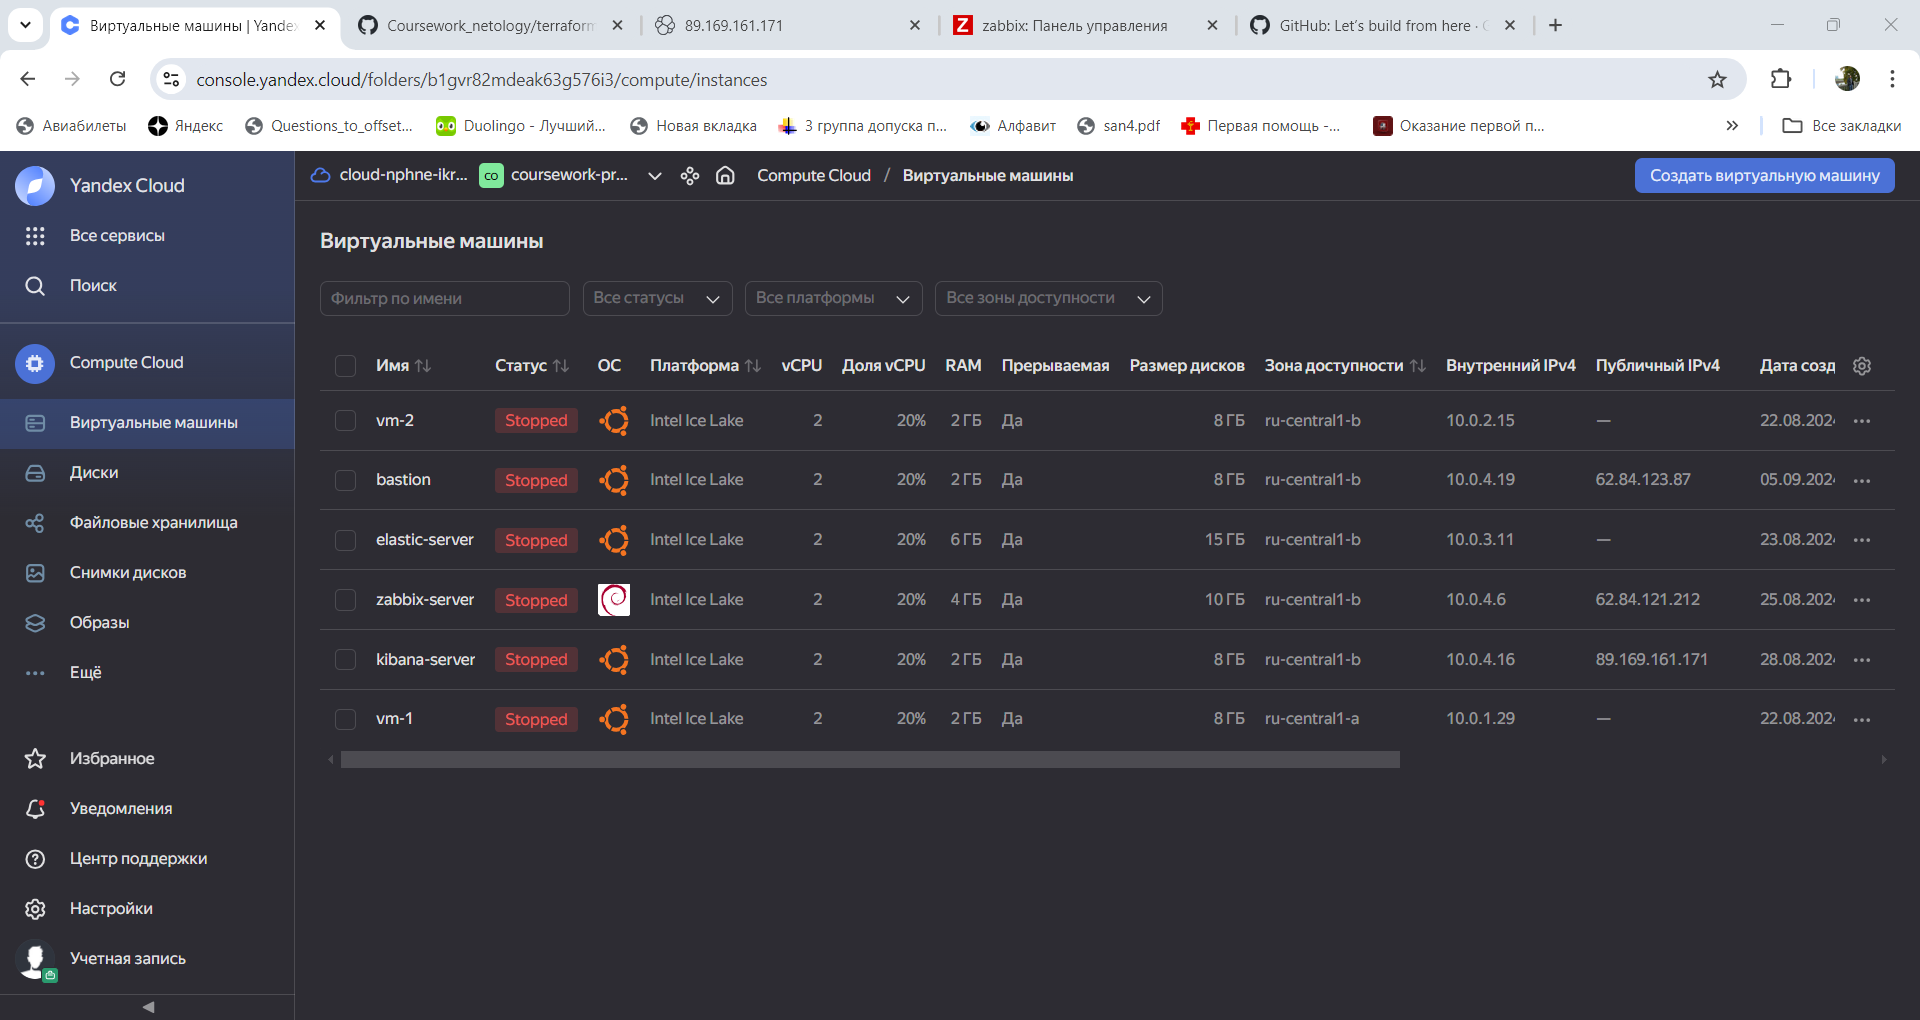 Виртуальные машины | Yande
Coursework_netology/terraform
89.169.161.171
zabbix: Панель управления
GitHub: Let's build from here ·
console.yandex.cloud/folders/b1gvr82mdeak63g576i3/compute/instances
Авиабилеты
Яндекс
Questions_to_offset...
Duolingo - Лучший...
Новая вкладка
3 группа допуска п...
Алфавит
san4.pdf
Первая помощь -...
Оказание первой п...
Все закладки
Yandex Cloud
Все сервисы
Поиск
Compute Cloud
Виртуальные машины
Диски
Файловые хранилища
Снимки дисков
Образы
Ещё
Избранное
Уведомления
Центр поддержки
Настройки
Учетная запись
cloud-nphne-ikr... co coursework-pr... Compute Cloud / Виртуальные машины
Создать виртуальную машину
Виртуальные машины
Фильтр по имени Все статусы Все платформы Все зоны доступности
Имя Статус ОС Платформа vCPU Доля vCPU RAM Прерываемая Размер дисков Зона доступности Внутренний IPv4 Публичный IPv4 Дата созд
vm-2 Stopped Intel Ice Lake 2 20% 2 ГБ Да 8 ГБ ru-central1-b 10.0.2.15 — 22.08.202
bastion Stopped Intel Ice Lake 2 20% 2 ГБ Да 8 ГБ ru-central1-b 10.0.4.19 62.84.123.87 05.09.202
elastic-server Stopped Intel Ice Lake 2 20% 6 ГБ Да 15 ГБ ru-central1-b 10.0.3.11 — 23.08.202
zabbix-server Stopped Intel Ice Lake 2 20% 4 ГБ Да 10 ГБ ru-central1-b 10.0.4.6 62.84.121.212 25.08.202
kibana-server Stopped Intel Ice Lake 2 20% 2 ГБ Да 8 ГБ ru-central1-b 10.0.4.16 89.169.161.171 28.08.202
vm-1 Stopped Intel Ice Lake 2 20% 2 ГБ Да 8 ГБ ru-central1-a 10.0.1.29 — 22.08.202